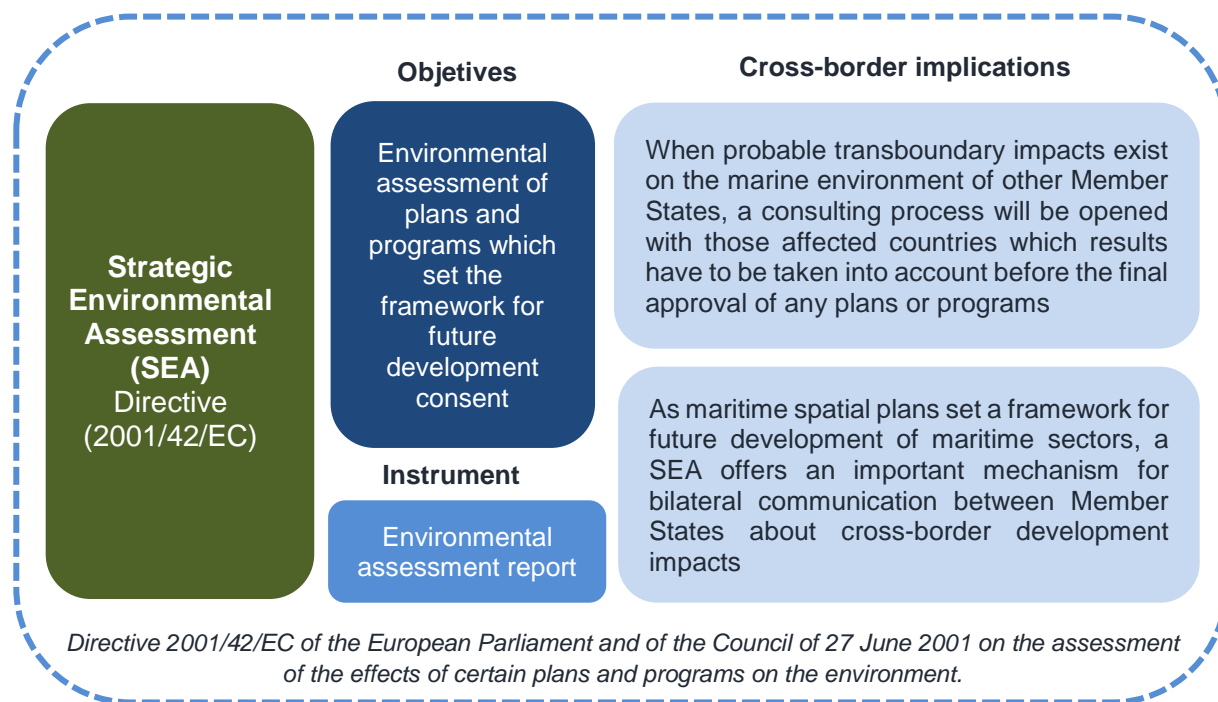 Strategic
Environmental
Assessment
(SEA)
Directive
(2001/42/EC)
Objetives
Environmental
assessment of
plans and
programs which
set the
framework for
future
development
consent
Instrument
Environmental
assessment report
Cross-border implications
When probable transboundary impacts exist
on the marine environment of other Member
States, a consulting process will be opened
with those affected countries which results
have to be taken into account before the final
approval of any plans or programs
As maritime spatial plans set a framework for
future development of maritime sectors, a
SEA offers an important mechanism for
bilateral communication between Member
States about cross-border development
impacts
Directive 2001/42/EC of the European Parliament and of the Council of 27 June 2001 on the assessment
of the effects of certain plans and programs on the environment.